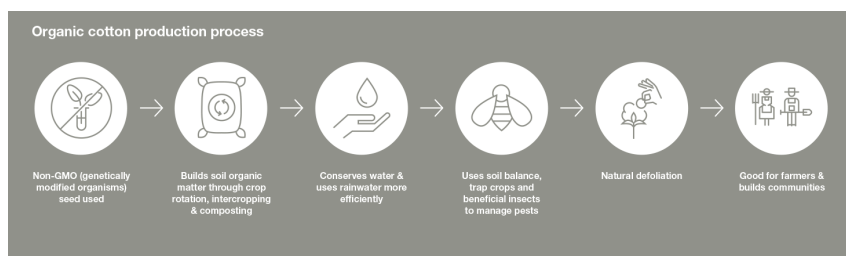 Organic cotton production process
Non-GMO (genetically
modified organisms)
seed used
Builds soil organic
matter through crop
rotation, intercropping
& composting
Conserves water &
uses rainwater more
efficiently
Uses soil balance,
trap crops and
beneficial insects
to manage pests
Natural defoliation
Good for farmers &
builds communities